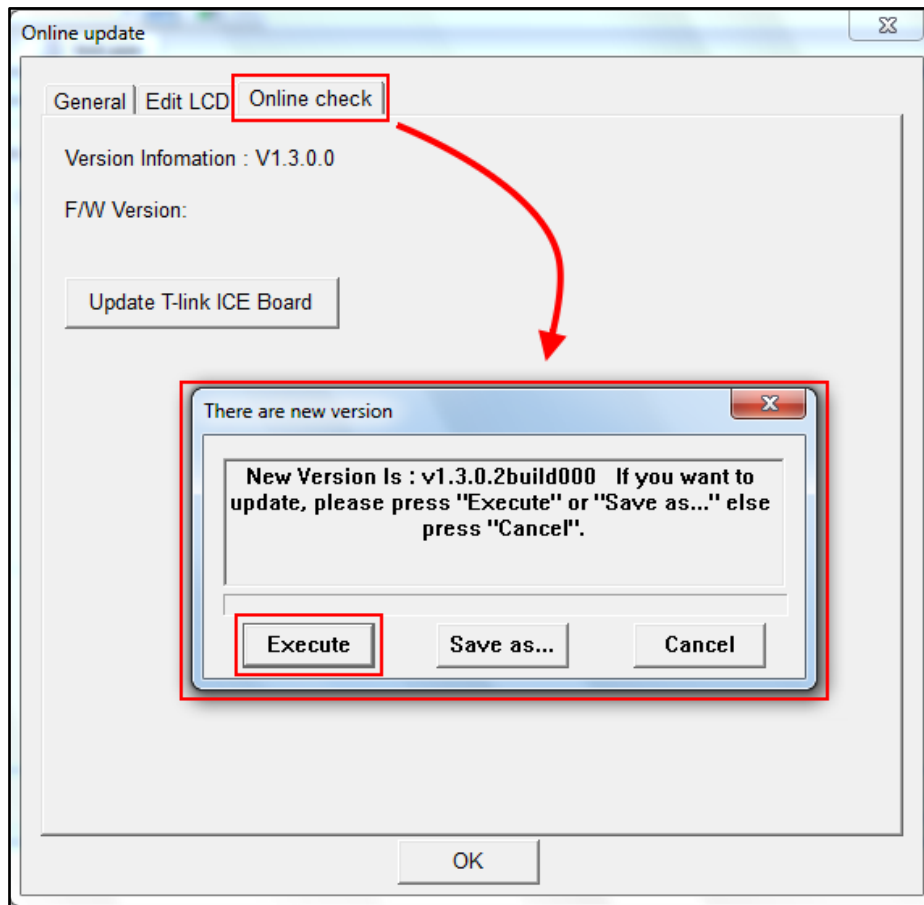 Online update
General Edit LCD Online check
Version Infomation : V1.3.0.0
F/W Version:
Update T-link ICE Board
There are new version
New Version Is : v1.3.0.2build000 If you want to
update, please press "Execute" or "Save as..." else
press "Cancel".
Execute Save as... Cancel
OK